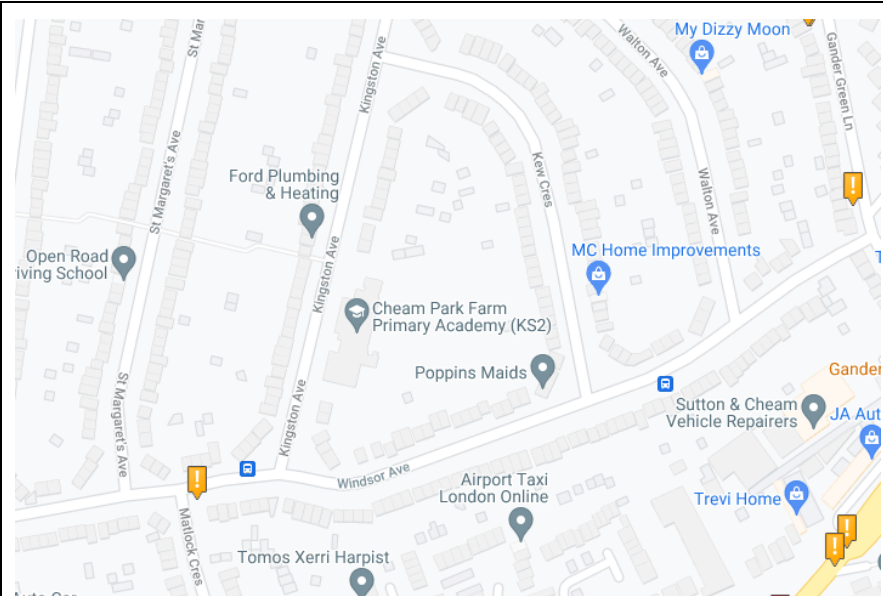 St Mar
Kingston Ave
Walton Ave
My Dizzy Moon
Gander Green Ln
St Margaret's Ave
Ford Plumbing
& Heating
Kew Cres
Walton Ave
Open Road
iving School
Kingston Ave
MC Home Improvements
Cheam Park Farm
Primary Academy (KS2)
Poppins Maids
Gander
St Margaret's Ave
Kingston Ave
Sutton & Cheam
Vehicle Repairers
JA Aut
Windsor Ave
Airport Taxi
London Online
Trevi Home
Matlock Cres
Tomos Xerri Harpist